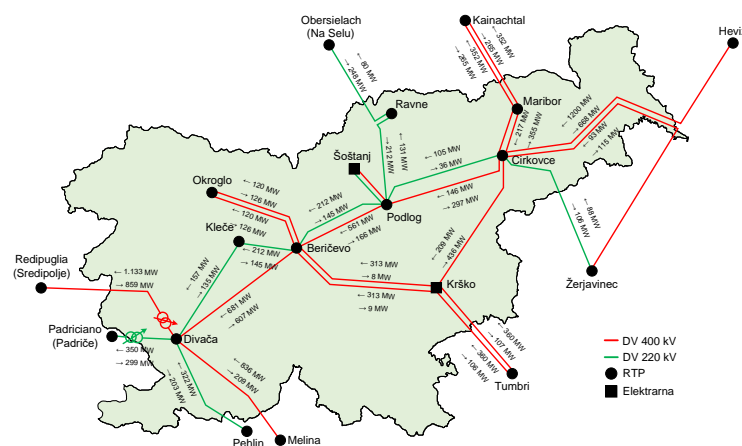 Obersielach
(Na Selu)
Kainachtal
Heviz
← 80 MW
→ 248 MW
← 352 MW
→ 265 MW
← 352 MW
→ 265 MW
Ravne
Maribor
← 131 MW
→ 212 MW
← 217 MW
→ 355 MW
← 1200 MW
→ 668 MW
← 93 MW
→ 115 MW
Šoštanj
← 105 MW
→ 36 MW
Cirkovce
Okroglo
← 120 MW
→ 126 MW
← 120 MW
→ 126 MW
← 212 MW
→ 145 MW
← 146 MW
→ 297 MW
Podlog
← 561 MW
→ 166 MW
← 88 MW
→ 106 MW
Kleče
Beričevo
← 212 MW
→ 145 MW
← 209 MW
→ 436 MW
Redipuglia
(Sredipolje)
← 1.133 MW
→ 859 MW
← 157 MW
→ 135 MW
← 313 MW
→ 8 MW
← 313 MW
→ 9 MW
Krško
Žerjavinec
← 681 MW
→ 607 MW
Padriciano
(Padriče)
Divača
← 350 MW
→ 299 MW
← 360 MW
→ 107 MW
← 360 MW
→ 106 MW
Tumbri
← 322 MW
→ 203 MW
← 836 MW
→ 209 MW
Pehlin
Melina
DV 400 kV
DV 220 kV
RTP
Elektrarna